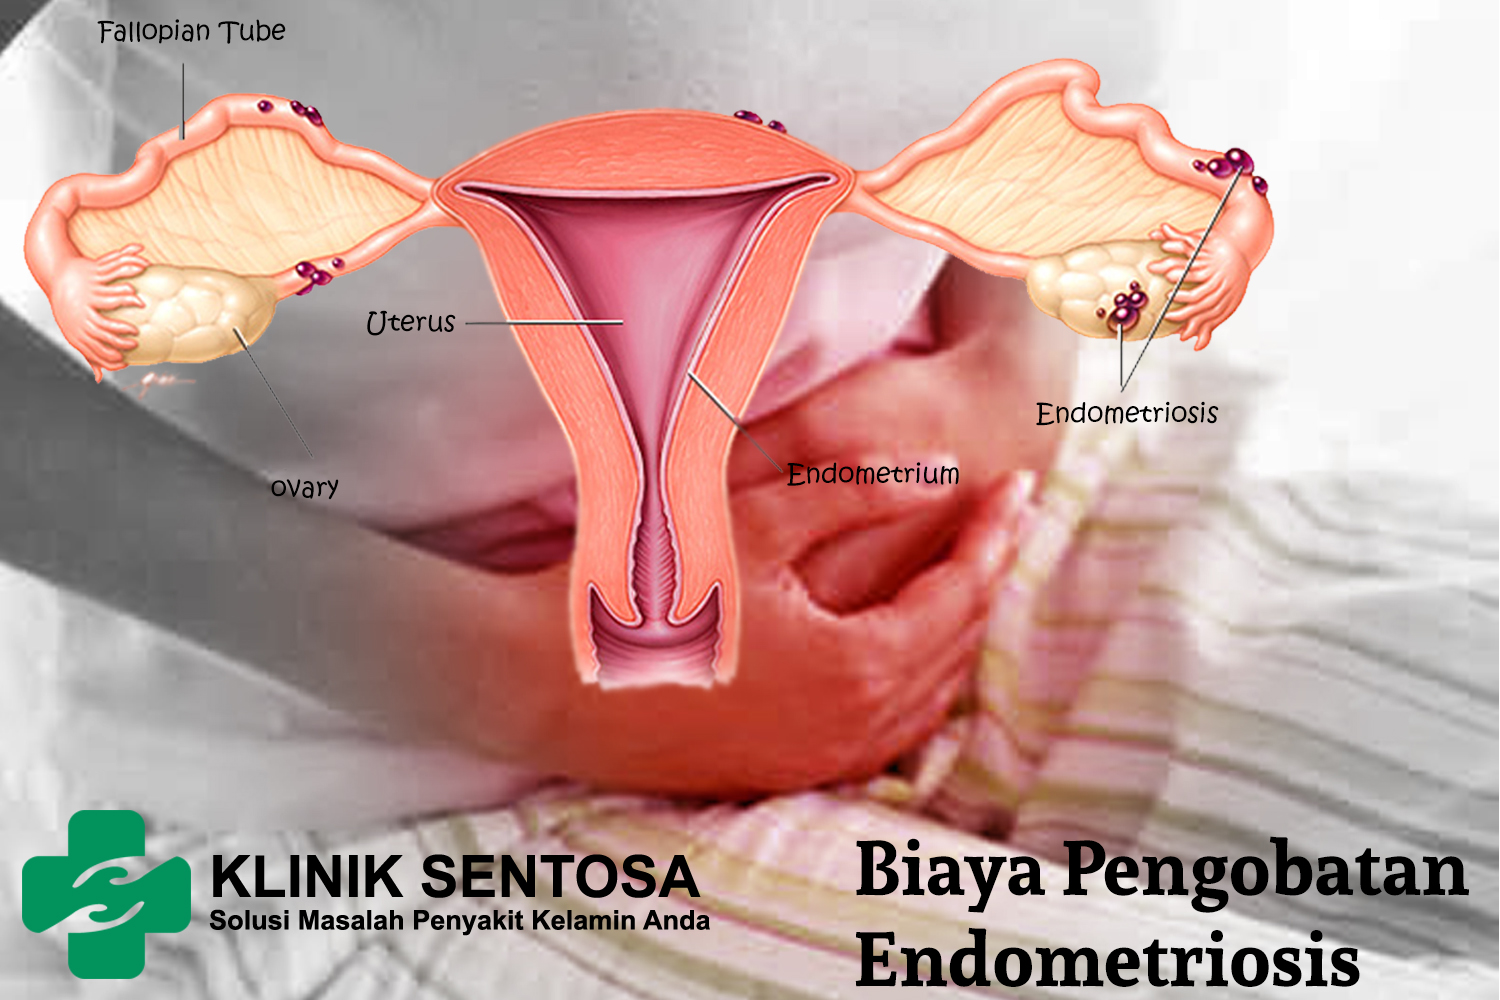 Fallopian Tube
Uterus
Endometriosis
Endometrium
ovary
KLINIK SENTOSA
Solusi Masalah Penyakit Kelamin Anda
Biaya Pengobatan
Endometriosis